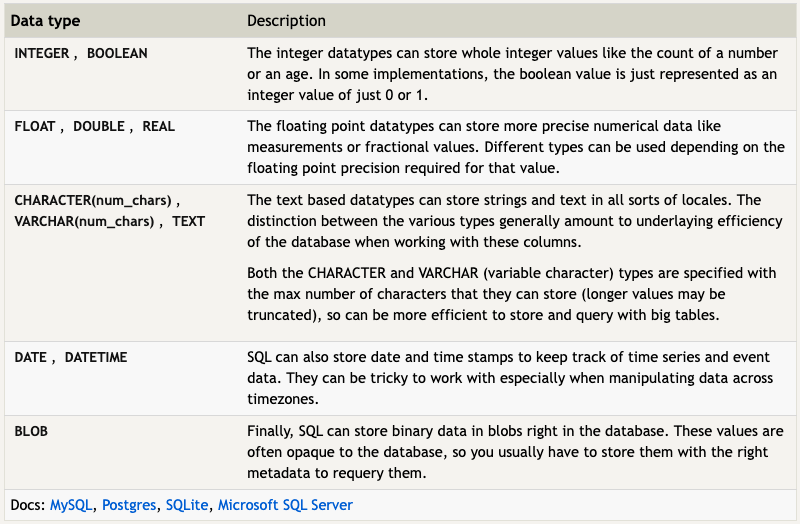 Data type Description
INTEGER , BOOLEAN The integer datatypes can store whole integer values like the count of a number
or an age. In some implementations, the boolean value is just represented as an
integer value of just 0 or 1.
FLOAT , DOUBLE , REAL The floating point datatypes can store more precise numerical data like
measurements or fractional values. Different types can be used depending on the
floating point precision required for that value.
CHARACTER(num_chars) ,
VARCHAR(num_chars) , TEXT
The text based datatypes can store strings and text in all sorts of locales. The
distinction between the various types generally amount to underlaying efficiency
of the database when working with these columns.
Both the CHARACTER and VARCHAR (variable character) types are specified with
the max number of characters that they can store (longer values may be
truncated), so can be more efficient to store and query with big tables.
DATE , DATETIME SQL can also store date and time stamps to keep track of time series and event
data. They can be tricky to work with especially when manipulating data across
timezones.
BLOB Finally, SQL can store binary data in blobs right in the database. These values are
often opaque to the database, so you usually have to store them with the right
metadata to requery them.
Docs: MySQL, Postgres, SQLite, Microsoft SQL Server